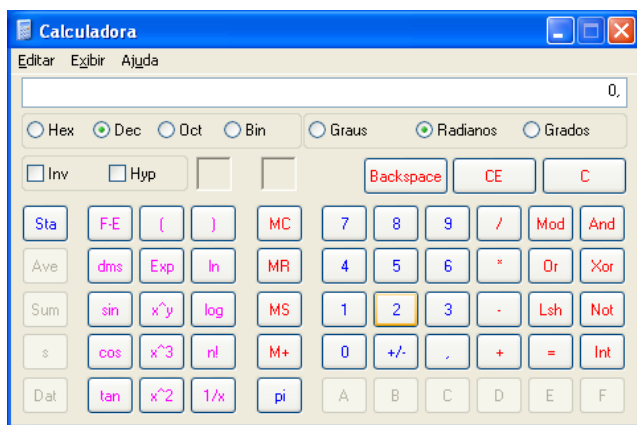 Calculadora
Editar Exibir Ajuda
0,
Hex Dec Oct Bin Graus Radianos Grados
Inv Hyp Backspace CE C
Sta F-E ( ) MC 7 8 9 / Mod And
Ave dms Exp ln MR 4 5 6 * Or Xor
Sum sin x^y log MS 1 2 3 - Lsh Not
s cos x^3 n! M+ 0 +/- , + = Int
Dat tan x^2 1/x pi A B C D E F